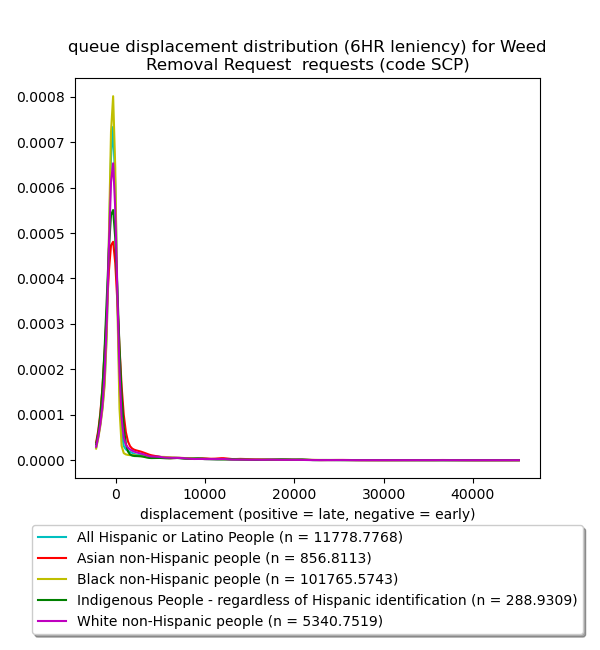 queue displacement distribution (6HR leniency) for Weed
Removal Request  requests (code SCP)
0.0008
0.0007
0.0006
0.0005
0.0004
0.0003
0.0002
0.0001
0.0000
0 10000 20000 30000 40000
displacement (positive = late, negative = early)
All Hispanic or Latino People (n = 11778.7768)
Asian non-Hispanic people (n = 856.8113)
Black non-Hispanic people (n = 101765.5743)
Indigenous People - regardless of Hispanic identification (n = 288.9309)
White non-Hispanic people (n = 5340.7519)